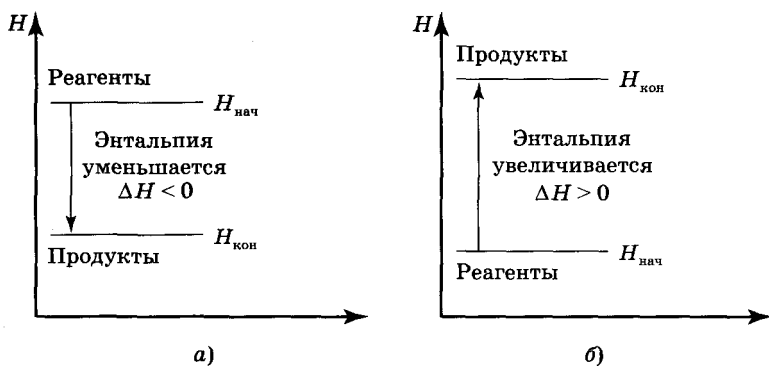 H
Реагенты
H нач
Энтальпия
уменьшается
ΔH < 0
H кон
Продукты
а)
H
Продукты
H кон
Энтальпия
увеличивается
ΔH > 0
H нач
Реагенты
б)